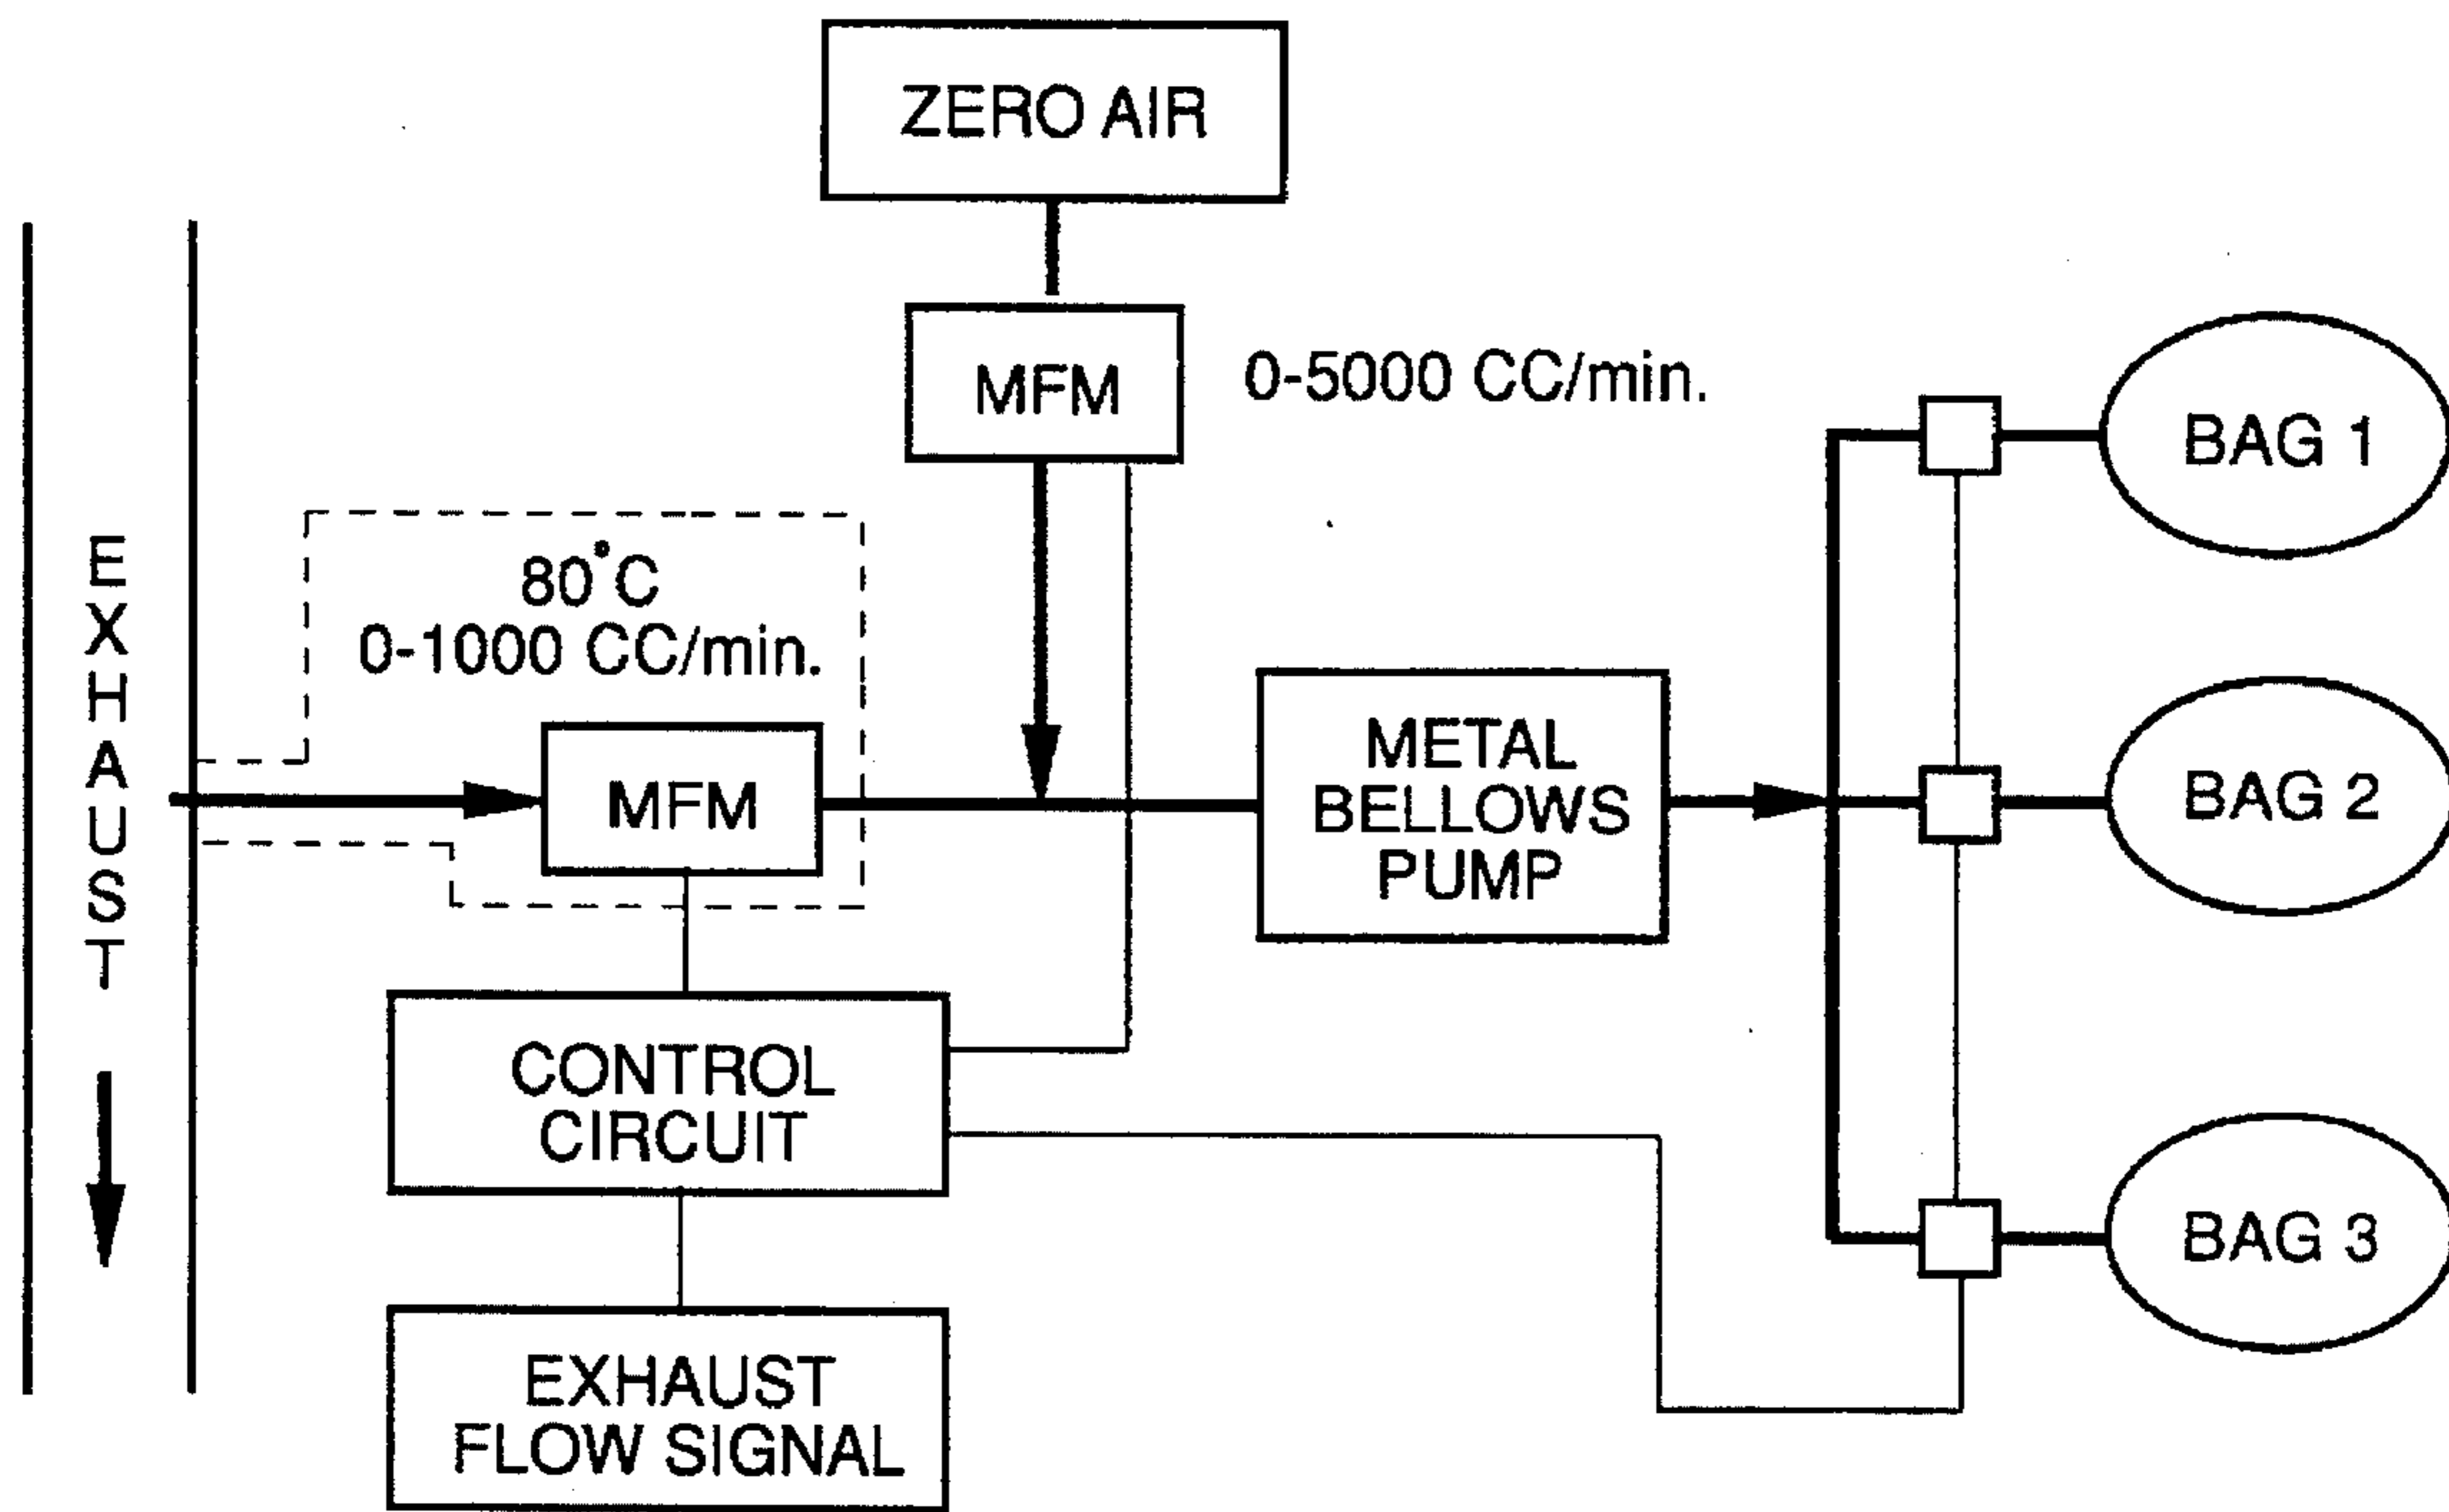 ZERO AIR
MFM
0-5000 CC/min.
BAG 1
80°C
0-1000 CC/min.
EXHAUST
MFM
METAL
BELLOWS
PUMP
BAG 2
CONTROL
CIRCUIT
BAG 3
EXHAUST
FLOW SIGNAL